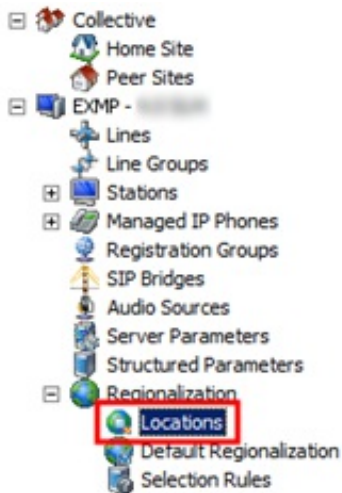 Collective
Home Site
Peer Sites
EXMP -
Lines
Line Groups
Stations
Managed IP Phones
Registration Groups
SIP Bridges
Audio Sources
Server Parameters
Structured Parameters
Regionalization
Locations
Default Regionalization
Selection Rules